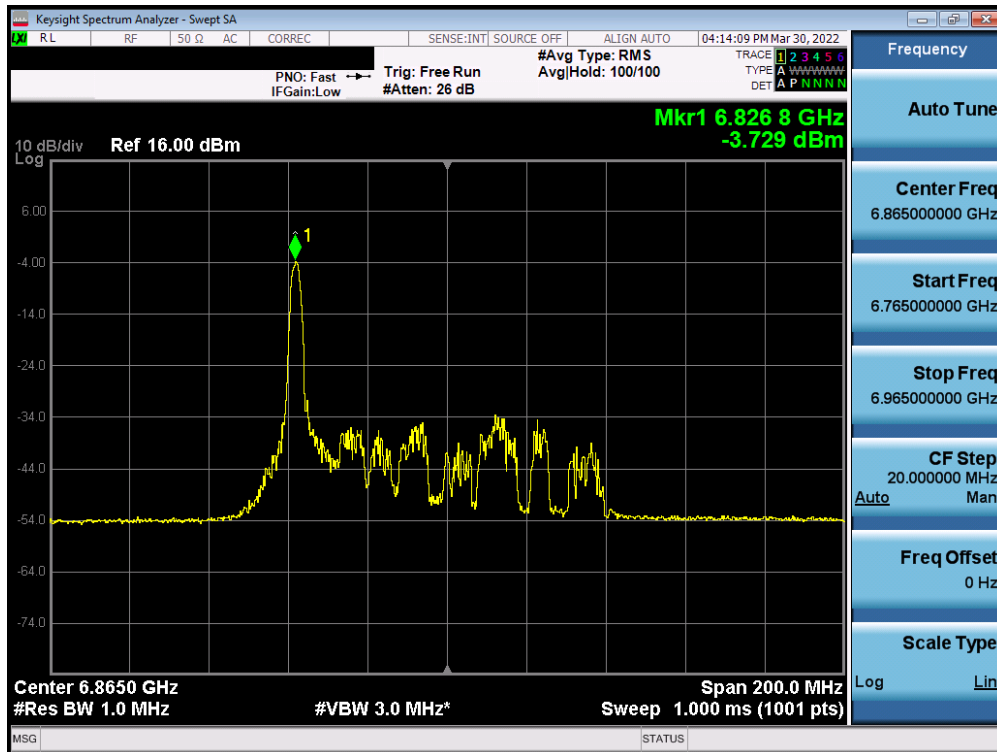 Keysight Spectrum Analyzer - Swept SA
LXI RL RF 50 Ω AC CORREC SENSE:INT SOURCE OFF ALIGN AUTO 04:14:09 PM Mar 30, 2022
Frequency
#Avg Type: RMS
TRACE 1 2 3 4 5 6
PNO: Fast
Trig: Free Run
Avg|Hold: 100/100
TYPE A WWWWW
IFGain:Low
#Atten: 26 dB
DET A P N N N N
Mkr1 6.826 8 GHz
-3.729 dBm
10 dB/div
Log
Ref 16.00 dBm
1
6.00
-4.00
-14.0
-24.0
-34.0
-44.0
-54.0
-64.0
-74.0
Center 6.8650 GHz
Span 200.0 MHz
#Res BW 1.0 MHz
#VBW 3.0 MHz*
Sweep 1.000 ms (1001 pts)
MSG
STATUS
Auto Tune
Center Freq
6.865000000 GHz
Start Freq
6.765000000 GHz
Stop Freq
6.965000000 GHz
CF Step
20.000000 MHz
Auto Man
Freq Offset
0 Hz
Scale Type
Log Lin